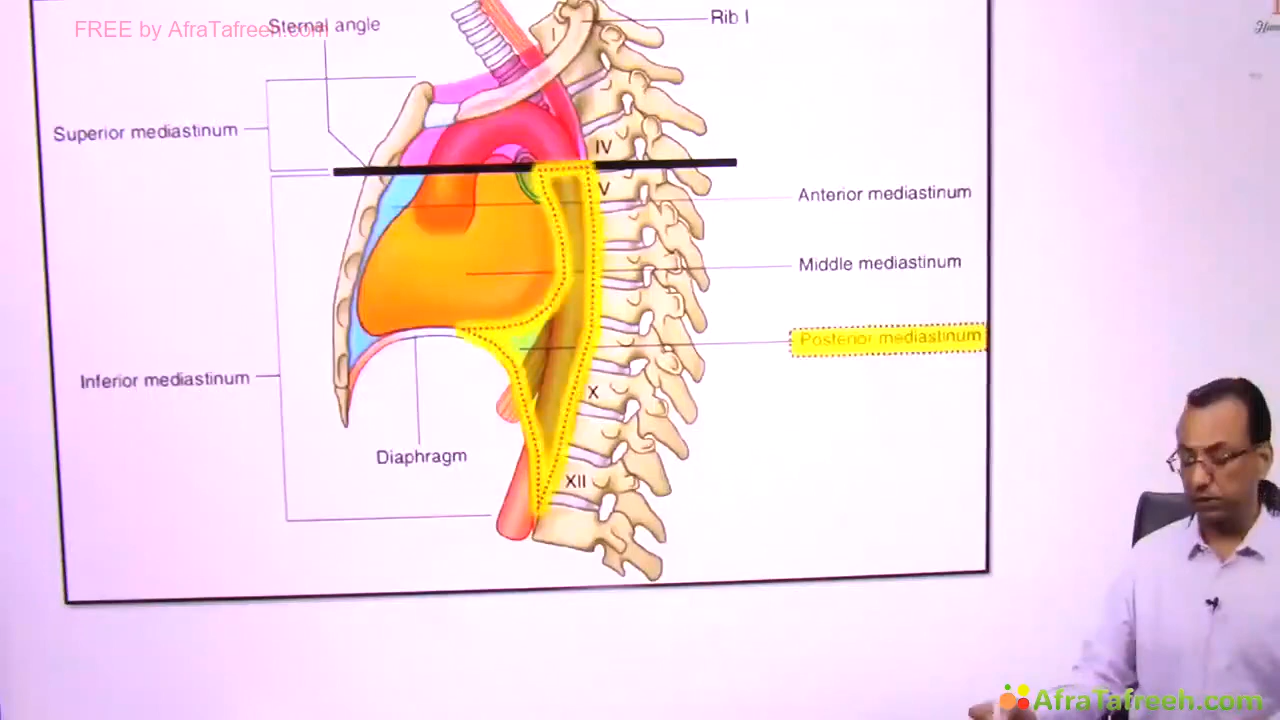 FREE by AfraTafreeh.com
Sternal angle
Rib I
I
Superior mediastinum
IV
V
Anterior mediastinum
Middle mediastinum
Posterior mediastinum
Inferior mediastinum
X
Diaphragm
XII
AfraTafreeh.com